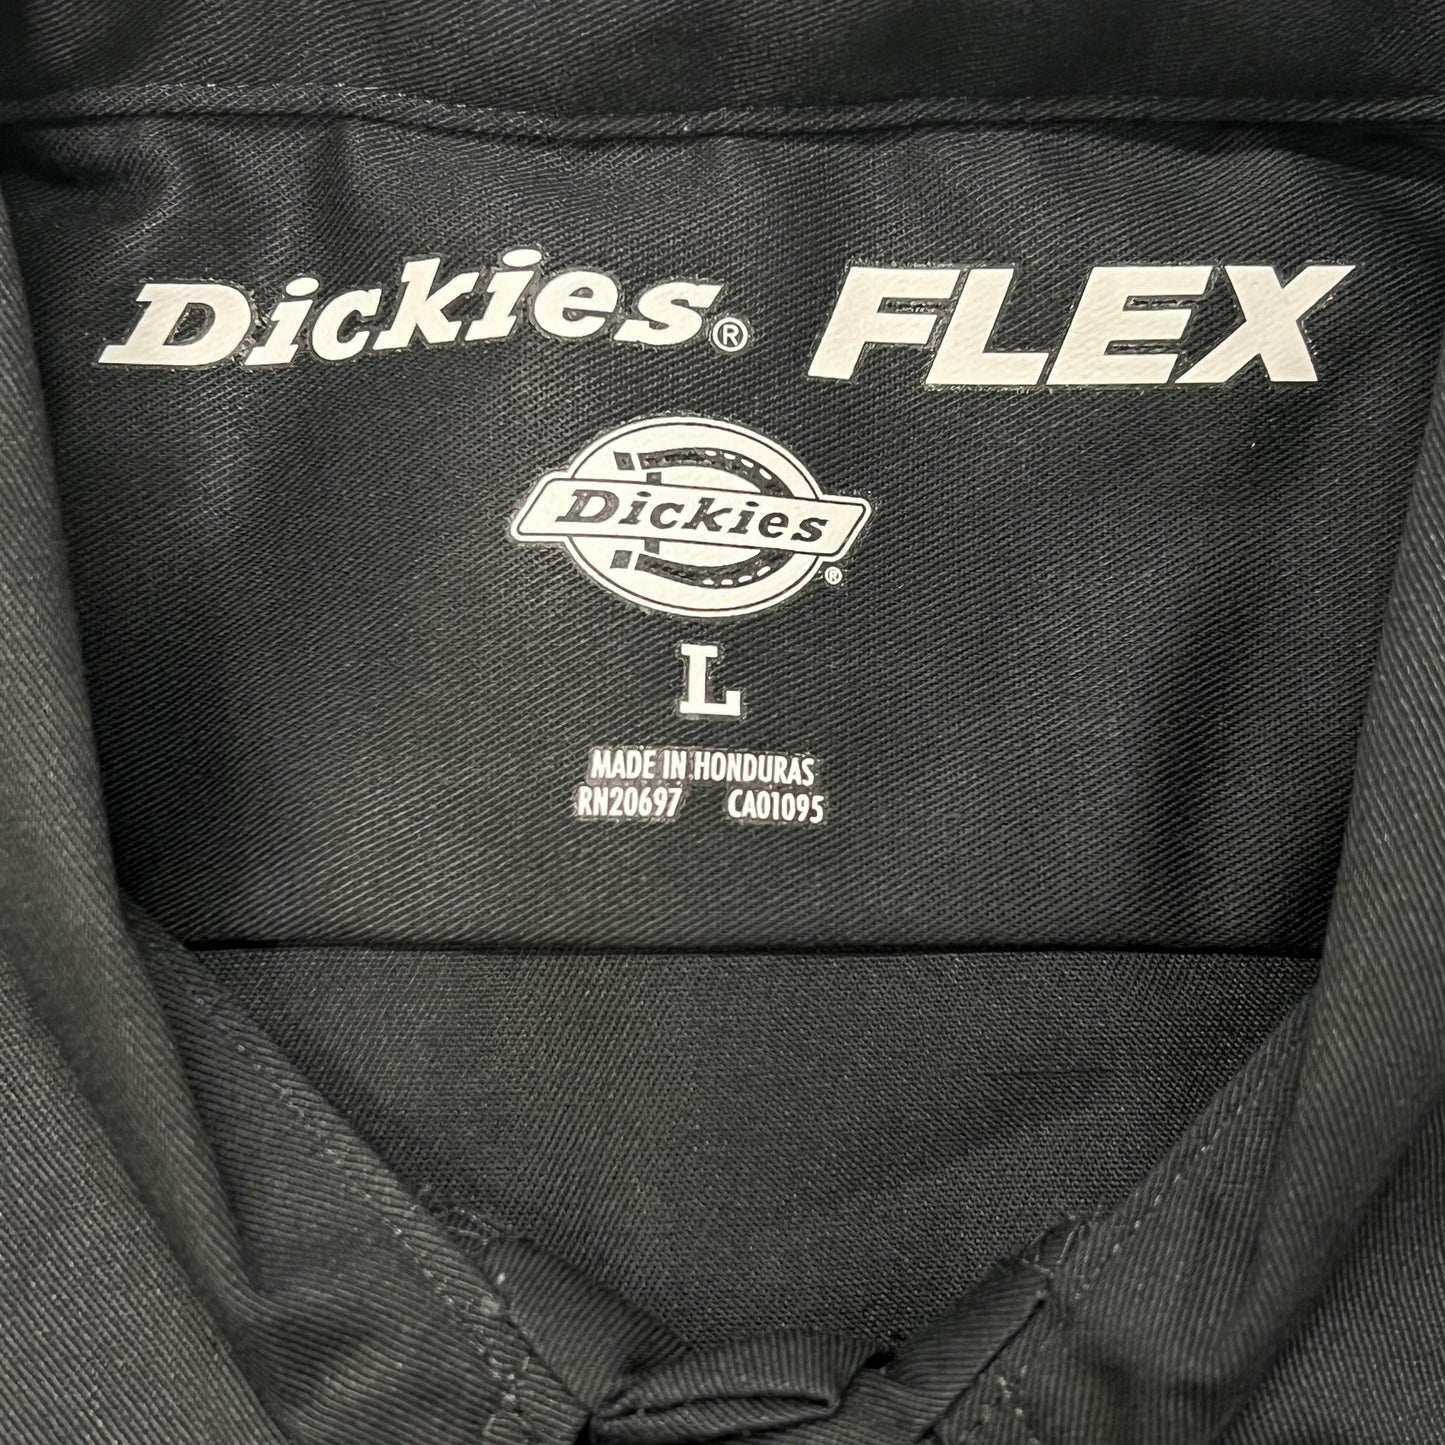 Dickies® FLEX
Dickies®
L
MADE IN HONDURAS
RN20697 CA01095